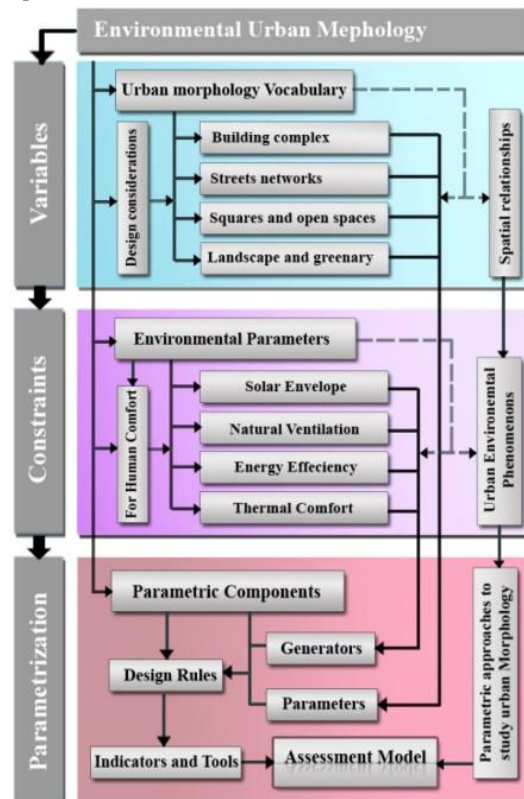 Environmental Urban Mephology
Variables
Urban morphology Vocabulary
Design considerations
Building complex
Streets networks
Squares and open spaces
Landscape and greenary
Spatial relationships
Constraints
Environmental Parameters
For Human Comfort
Solar Envelope
Natural Ventilation
Energy Effeciency
Thermal Comfort
Urban Environemtal
Phenomenons
Parametrization
Parametric Components
Generators
Design Rules
Parameters
Indicators and Tools
Assessment Model
Parametric approaches to
study urban Morphology